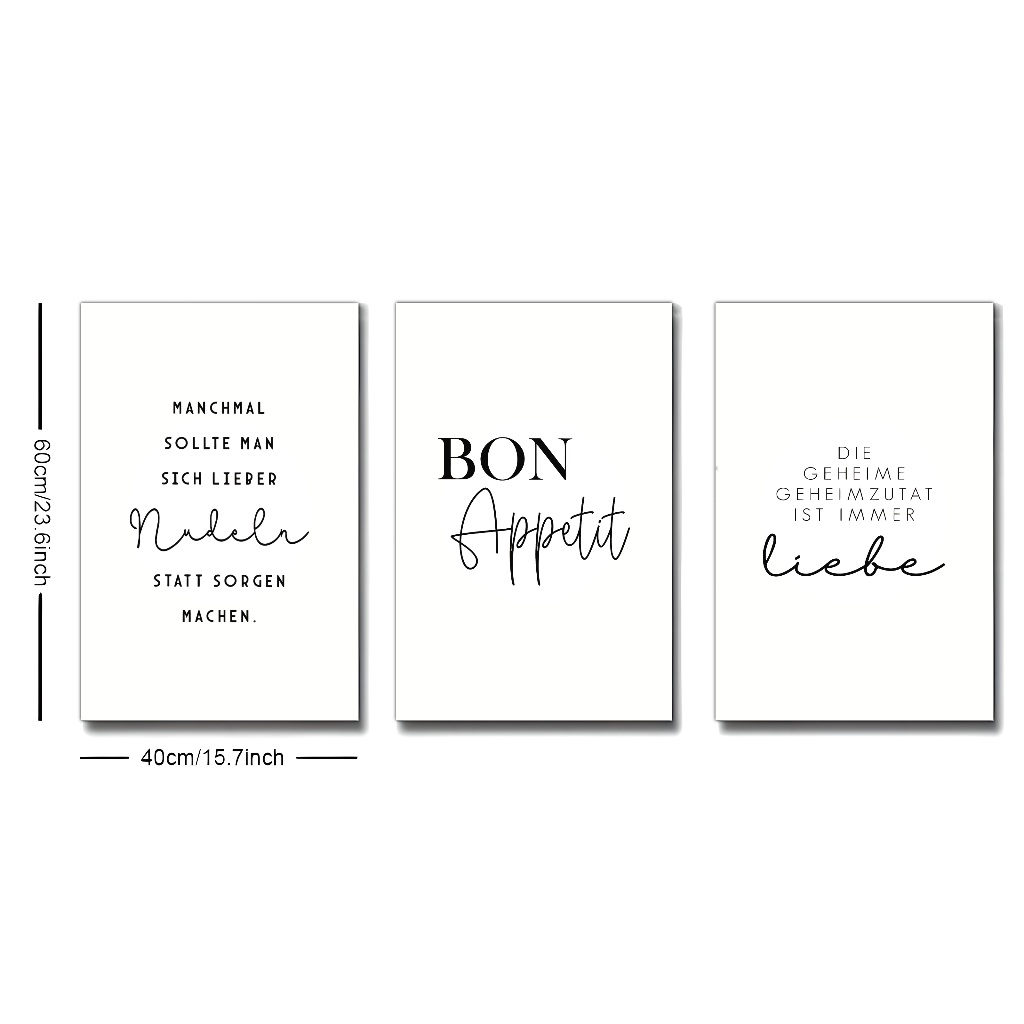 MANCHMAL
SOLLTE MAN
SICH LIEBER
Nudeln
STATT SORGEN
MACHEN.
BON
Appetit
DIE
GEHEIME
GEHEIMZUTAT
IST IMMER
liebe
60cm/23.6inch
40cm/15.7inch